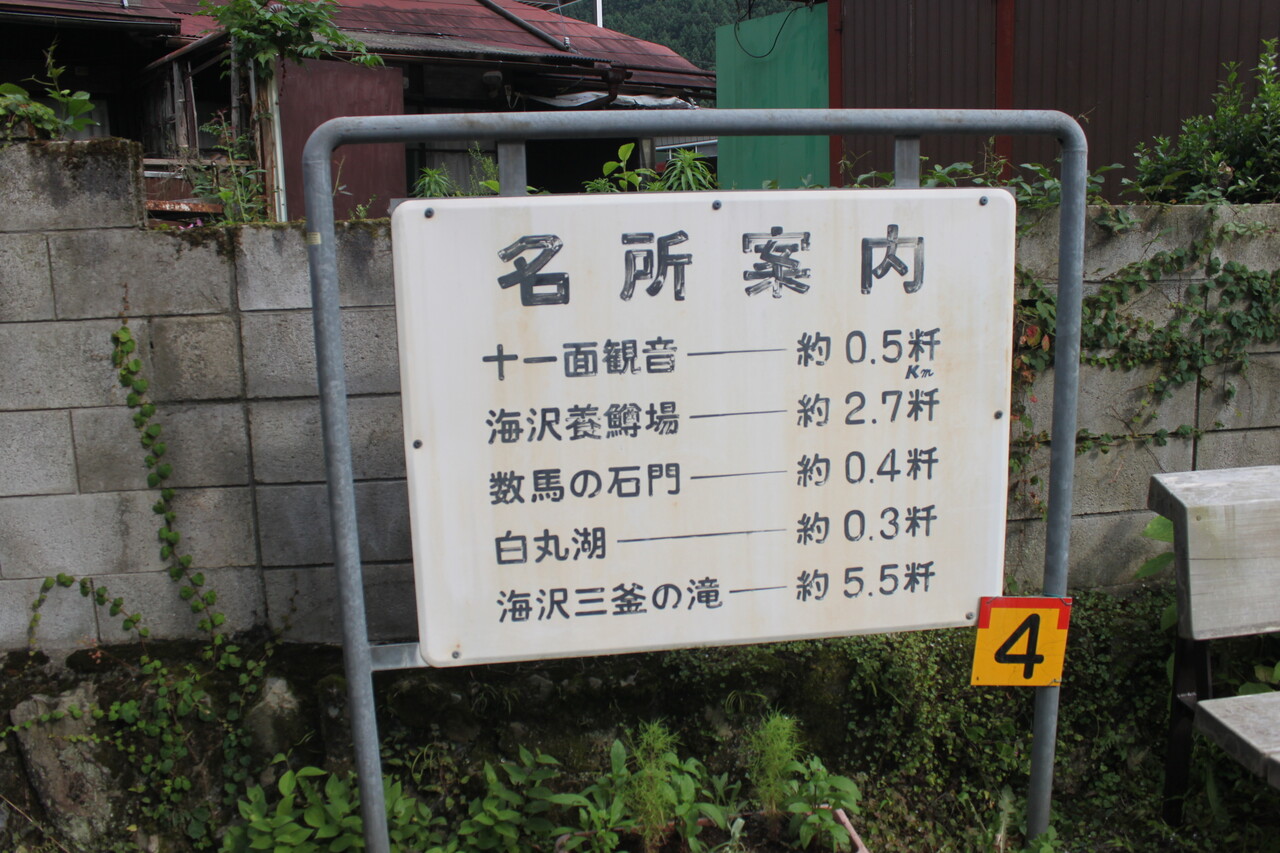 名所案内
十一面観音 約0.5粁
Km
海沢養鱒場 約2.7粁
数馬の石門 約0.4粁
白丸湖 約0.3粁
海沢三釜の滝 約5.5粁
4